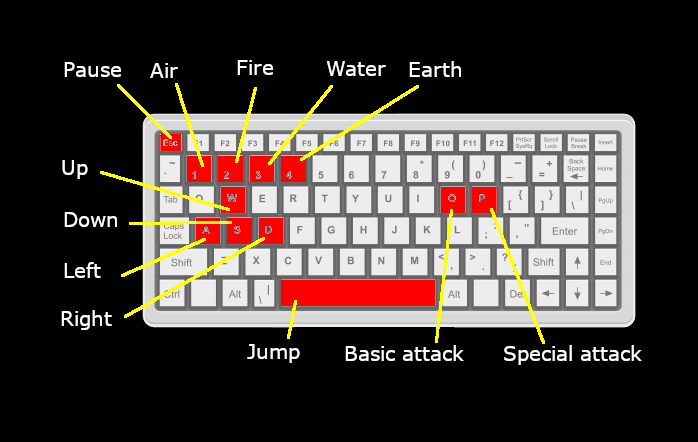 Pause Air Fire Water Earth
Esc F1 F2 F3 F4 F5 F6 F7 F8 F9 F10 F11 F12 PrtScr SysRq Scroll Lock Pause Break Insert
~ 1 2 3 4 5 6 7 * 8 ( 9 ) 0 _ - + = Back Space Home
Up
Tab Q W E R T Y U I O P { [ } ] | \ PgUp
Down
Caps Lock A S D F G H J K L : ; " ' Enter PgDn
Left
Shift Z X C V B N M < , > . ? Shift End
Right
Ctrl Alt | \ Alt Del
Jump Basic attack Special attack